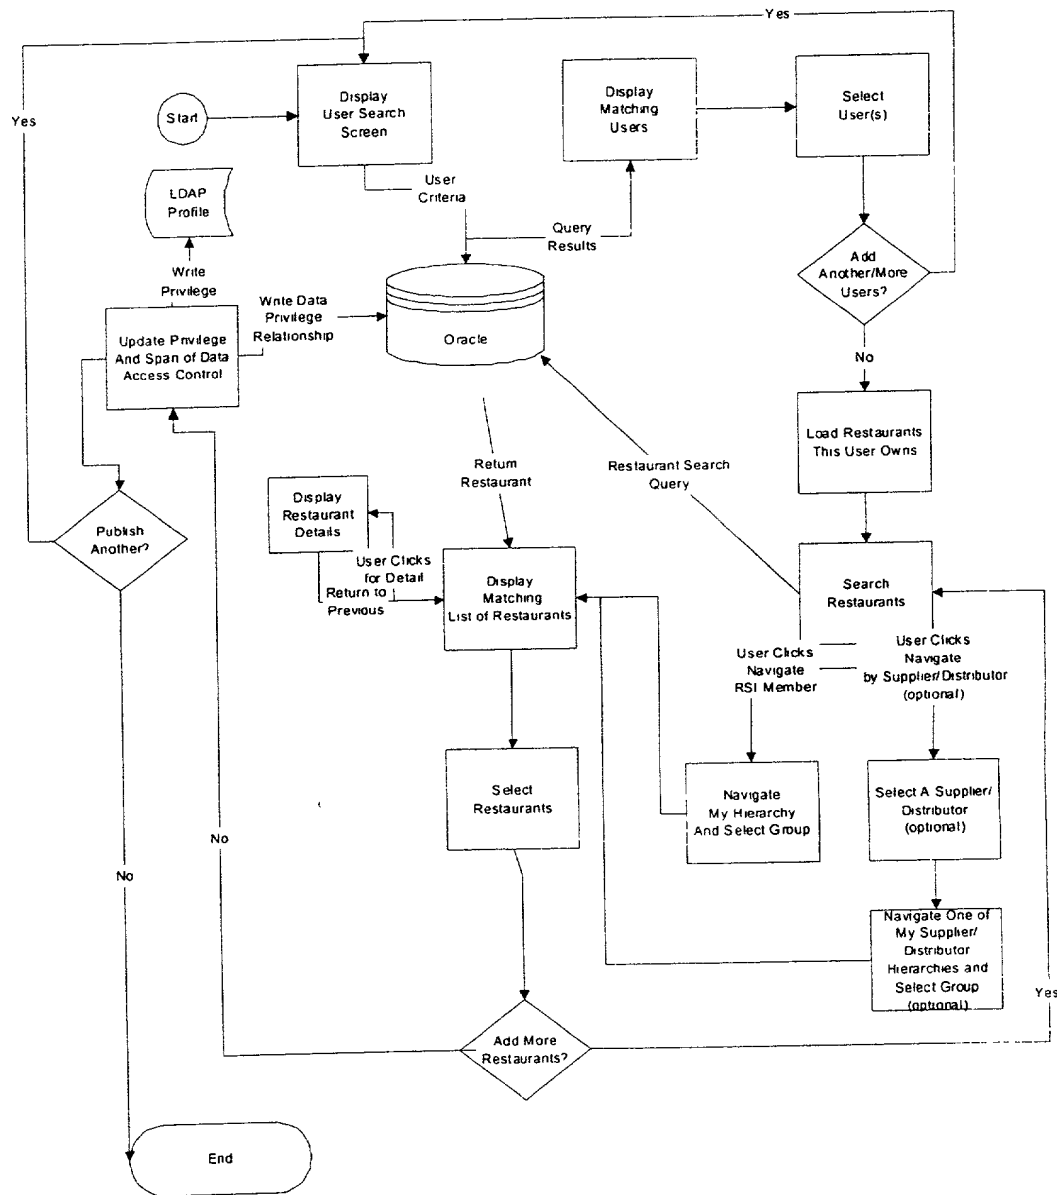 Yes
Yes
Start
Display
User Search
Screen
Display
Matching
Users
Select
User(s)
LDAP
Profile
User
Criteria
Query
Results
Add
Another/More
Users?
Write
Privilege
Write Data
Privilege
Relationship
Oracle
Update Privilege
And Span of Data
Access Control
No
Load Restaurants
This User Owns
Return
Restaurant
Restaurant Search
Query
Display
Restaurant
Details
Publish
Another?
User Clicks
for Detail
Return to
Previous
Display
Matching
List of Restaurants
Search
Restaurants
User Clicks
Navigate
RSI Member
User Clicks
Navigate
by Supplier/Distributor
(optional)
Select
Restaurants
Navigate
My Hierarchy
And Select Group
Select A Supplier/
Distributor
(optional)
No
No
Navigate One of
My Supplier/
Distributor
Hierarchies and
Select Group
(optional)
Yes
Add More
Restaurants?
End